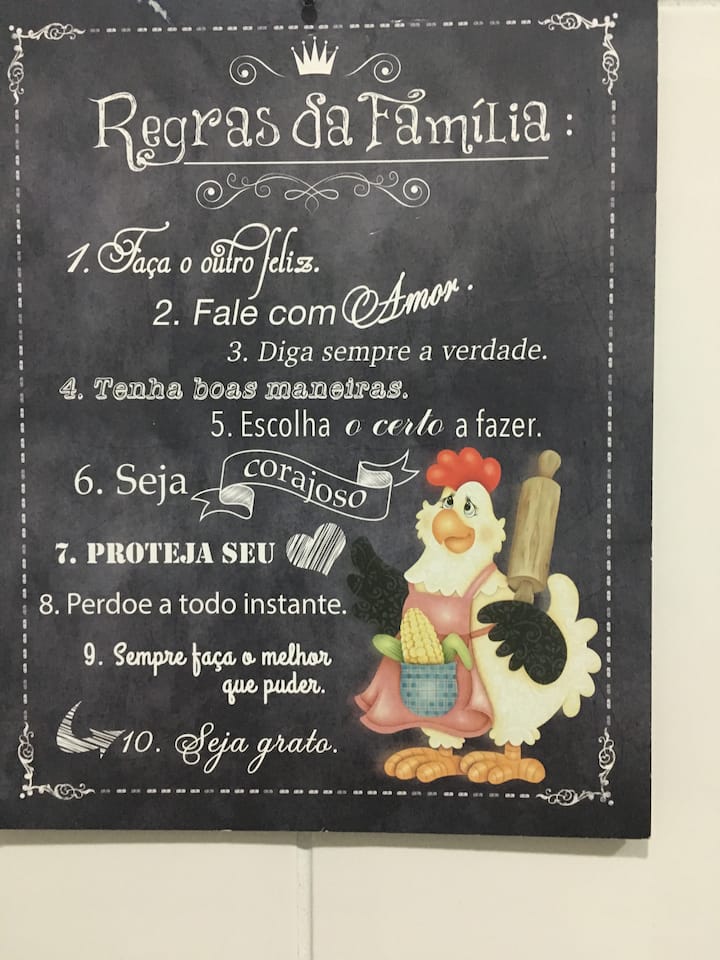 Regras da Família:
1. Faça o outro feliz.
2. Fale com Amor.
3. Diga sempre a verdade.
4. Tenha boas maneiras.
5. Escolha o certo a fazer.
6. Seja corajoso
7. PROTEJA SEU
8. Perdoe a todo instante.
9. Sempre faça o melhor
que puder.
10. Seja grato.